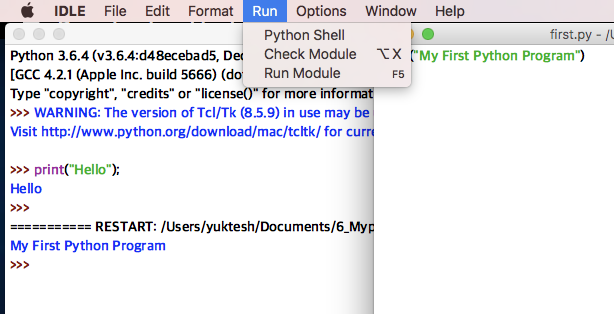 IDLE File Edit Format Run Options Window Help
Python Shell
Check Module ⌥X
Run Module F5
first.py - /U
Python 3.6.4 (v3.6.4:d48ecebad5, Dec
[GCC 4.2.1 (Apple Inc. build 5666) (do
Type "copyright", "credits" or "license()" for more informat
>>> WARNING: The version of Tcl/Tk (8.5.9) in use may be
Visit http://www.python.org/download/mac/tcltk/ for curre
>>> print("Hello");
Hello
>>>
=========== RESTART: /Users/yuktesh/Documents/6_Myp
My First Python Program
>>>
("My First Python Program")